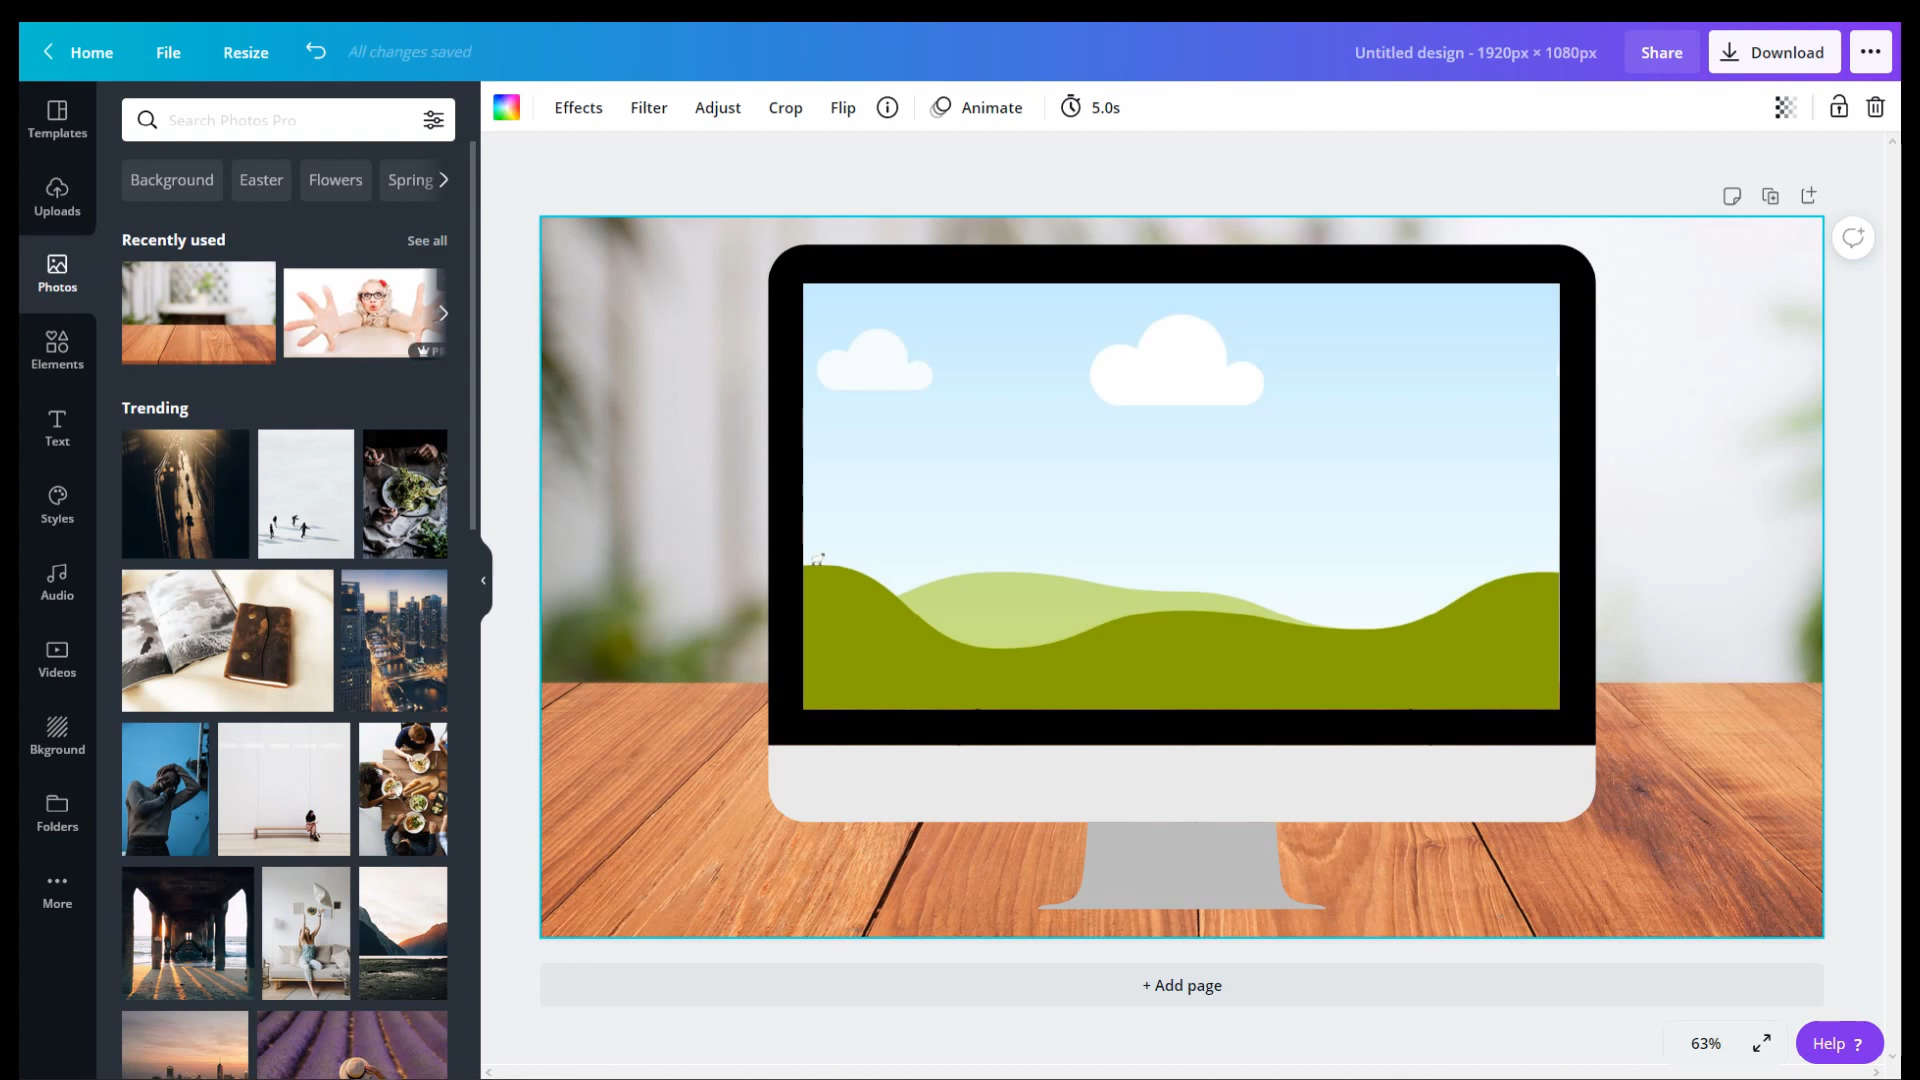 Home File Resize All changes saved Untitled design - 1920px × 1080px Share Download
Templates
Uploads
Photos
Elements
Text
Styles
Audio
Videos
Bkground
Folders
More
Search Photos Pro
Background Easter Flowers Spring
Recently used See all
Trending
Effects Filter Adjust Crop Flip Animate 5.0s
+ Add page
63% Help ?